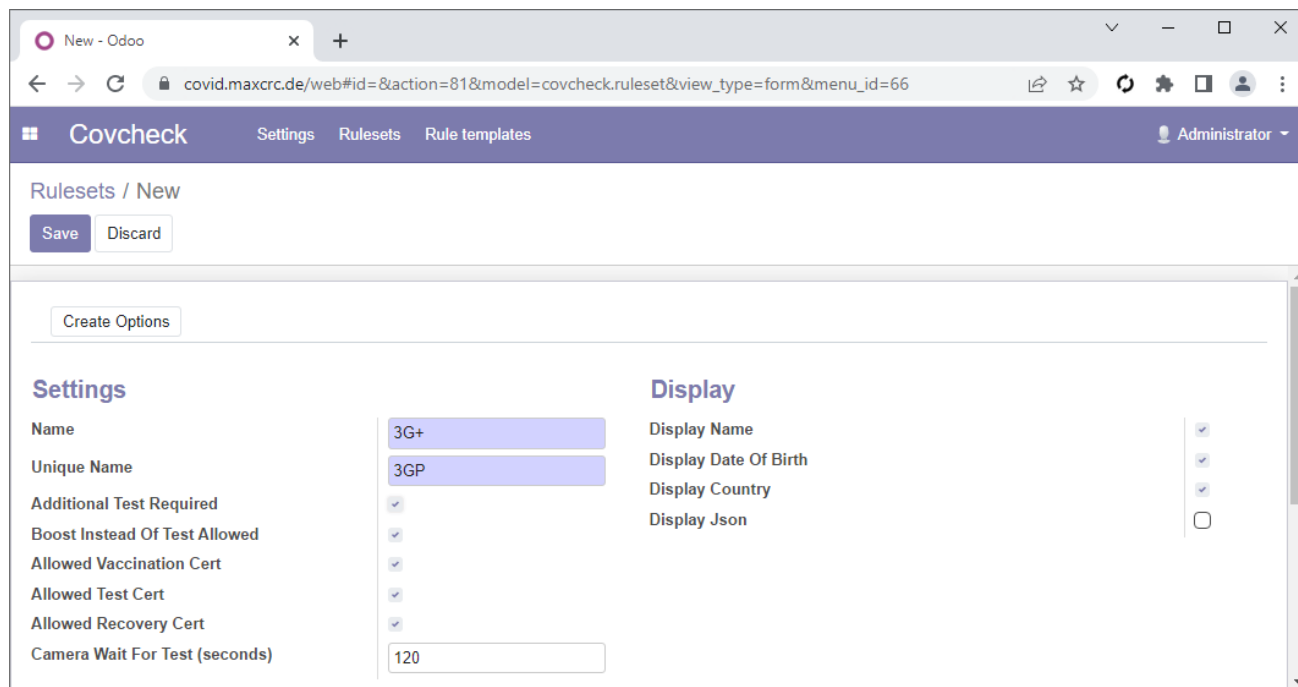 New - Odoo
covid.maxcrc.de/web#id=&action=81&model=covcheck.ruleset&view_type=form&menu_id=66
Covcheck Settings Rulesets Rule templates Administrator
Rulesets / New
Save Discard
Create Options
Settings
Name 3G+
Unique Name 3GP
Additional Test Required
Boost Instead Of Test Allowed
Allowed Vaccination Cert
Allowed Test Cert
Allowed Recovery Cert
Camera Wait For Test (seconds) 120
Display
Display Name
Display Date Of Birth
Display Country
Display Json